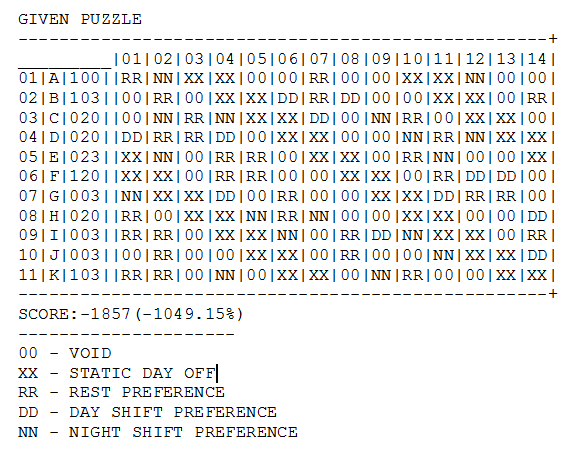 GIVEN PUZZLE
-----------------------------------------------------+
_________|01|02|03|04|05|06|07|08|09|10|11|12|13|14|
01|A|100||RR|NN|XX|XX|00|00|RR|00|00|XX|XX|NN|00|00|
02|B|103||00|RR|00|XX|XX|DD|RR|DD|00|00|XX|XX|00|RR|
03|C|020||00|NN|RR|NN|XX|XX|DD|00|NN|RR|00|XX|XX|00|
04|D|020||DD|RR|RR|DD|00|XX|XX|00|00|NN|RR|NN|XX|XX|
05|E|023||XX|NN|00|RR|RR|00|XX|XX|00|RR|NN|00|00|XX|
06|F|120||XX|XX|00|RR|00|00|XX|XX|00|RR|DD|DD|00|
07|G|003||NN|XX|XX|DD|00|RR|00|00|XX|XX|DD|RR|RR|00|
08|H|020||RR|00|XX|XX|NN|RR|NN|00|00|XX|XX|00|00|DD|
09|I|003||RR|RR|00|XX|XX|NN|00|RR|DD|NN|XX|XX|00|RR|
10|J|003||00|RR|00|00|XX|XX|00|RR|00|00|NN|XX|XX|DD|
11|K|103||RR|RR|00|NN|00|XX|XX|00|NN|RR|00|00|XX|XX|
-----------------------------------------------------+
SCORE:-1857(-1049.15%)
---------------------
00 - VOID
XX - STATIC DAY OFF
RR - REST PREFERENCE
DD - DAY SHIFT PREFERENCE
NN - NIGHT SHIFT PREFERENCE